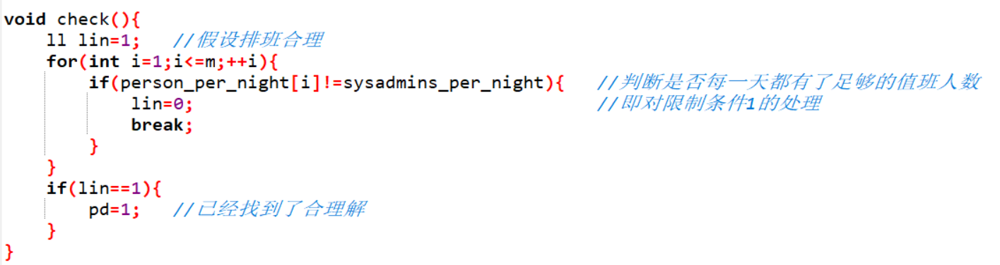 void check(){
    ll lin=1;   //假设排班合理
    for(int i=1;i<=m;++i){
        if(person_per_night[i]!=sysadmins_per_night){   //判断是否每一天都有了足够的值班人数
            lin=0;                                      //即对限制条件1的处理
            break;
        }
    }
    if(lin==1){
        pd=1;   //已经找到了合理解
    }
}